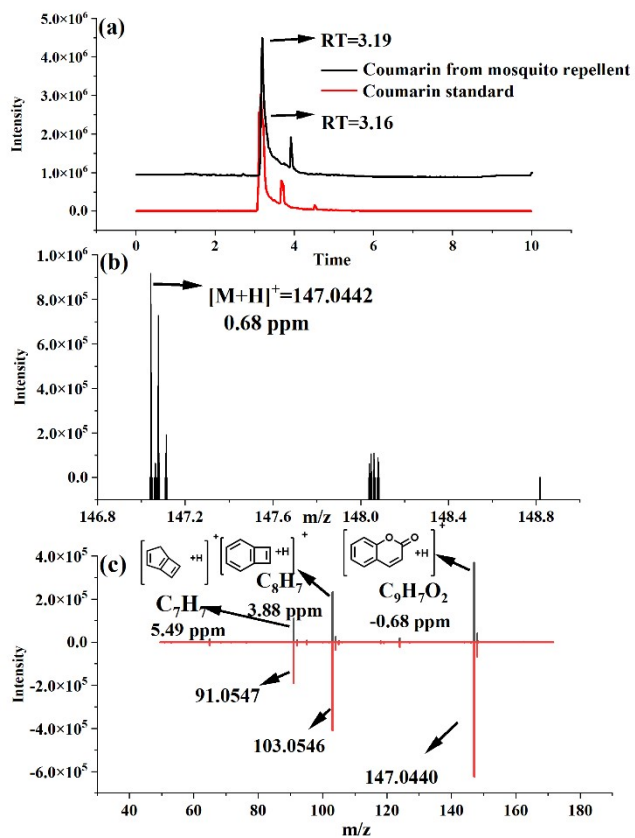 (a)
5.0×10⁶
4.0×10⁶
3.0×10⁶
2.0×10⁶
1.0×10⁶
0.0
Intensity
RT=3.19
Coumarin from mosquito repellent
Coumarin standard
RT=3.16
0 2 4 6 8 10
Time
(b)
1.0×10⁶
8.0×10⁵
6.0×10⁵
4.0×10⁵
2.0×10⁵
0.0
Intensity
[M+H]⁺=147.0442
0.68 ppm
146.8 147.2 147.6 148.0 148.4 148.8
m/z
(c)
4.0×10⁵
2.0×10⁵
0.0
-2.0×10⁵
-4.0×10⁵
-6.0×10⁵
Intensity
+H +
+H +
O O +H +
C₇H₇
5.49 ppm
C₈H₇
3.88 ppm
C₉H₇O₂
-0.68 ppm
91.0547
103.0546
147.0440
40 60 80 100 120 140 160 180
m/z